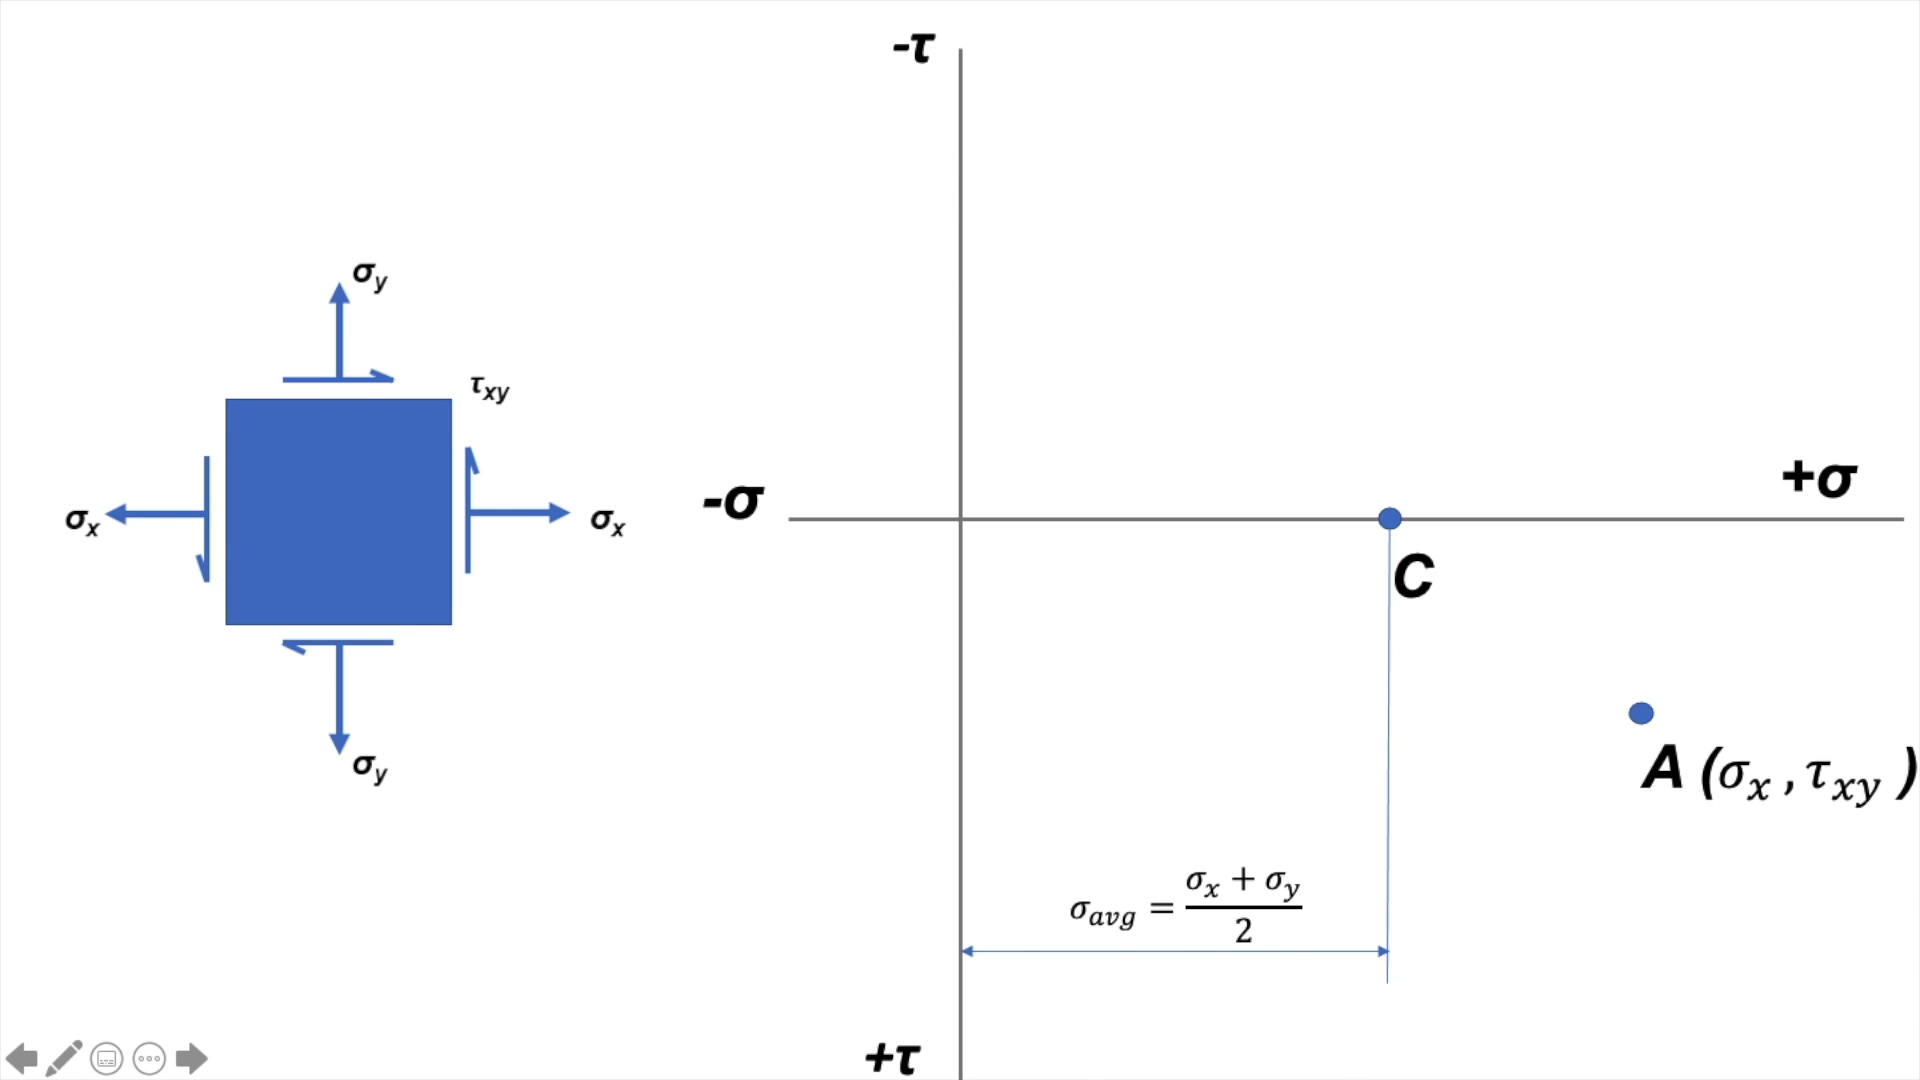 -τ
σy
τxy
+σ
-σ
σx
σx
C
σy
A (σx , τxy )
σavg = σx + σy / 2
+τ